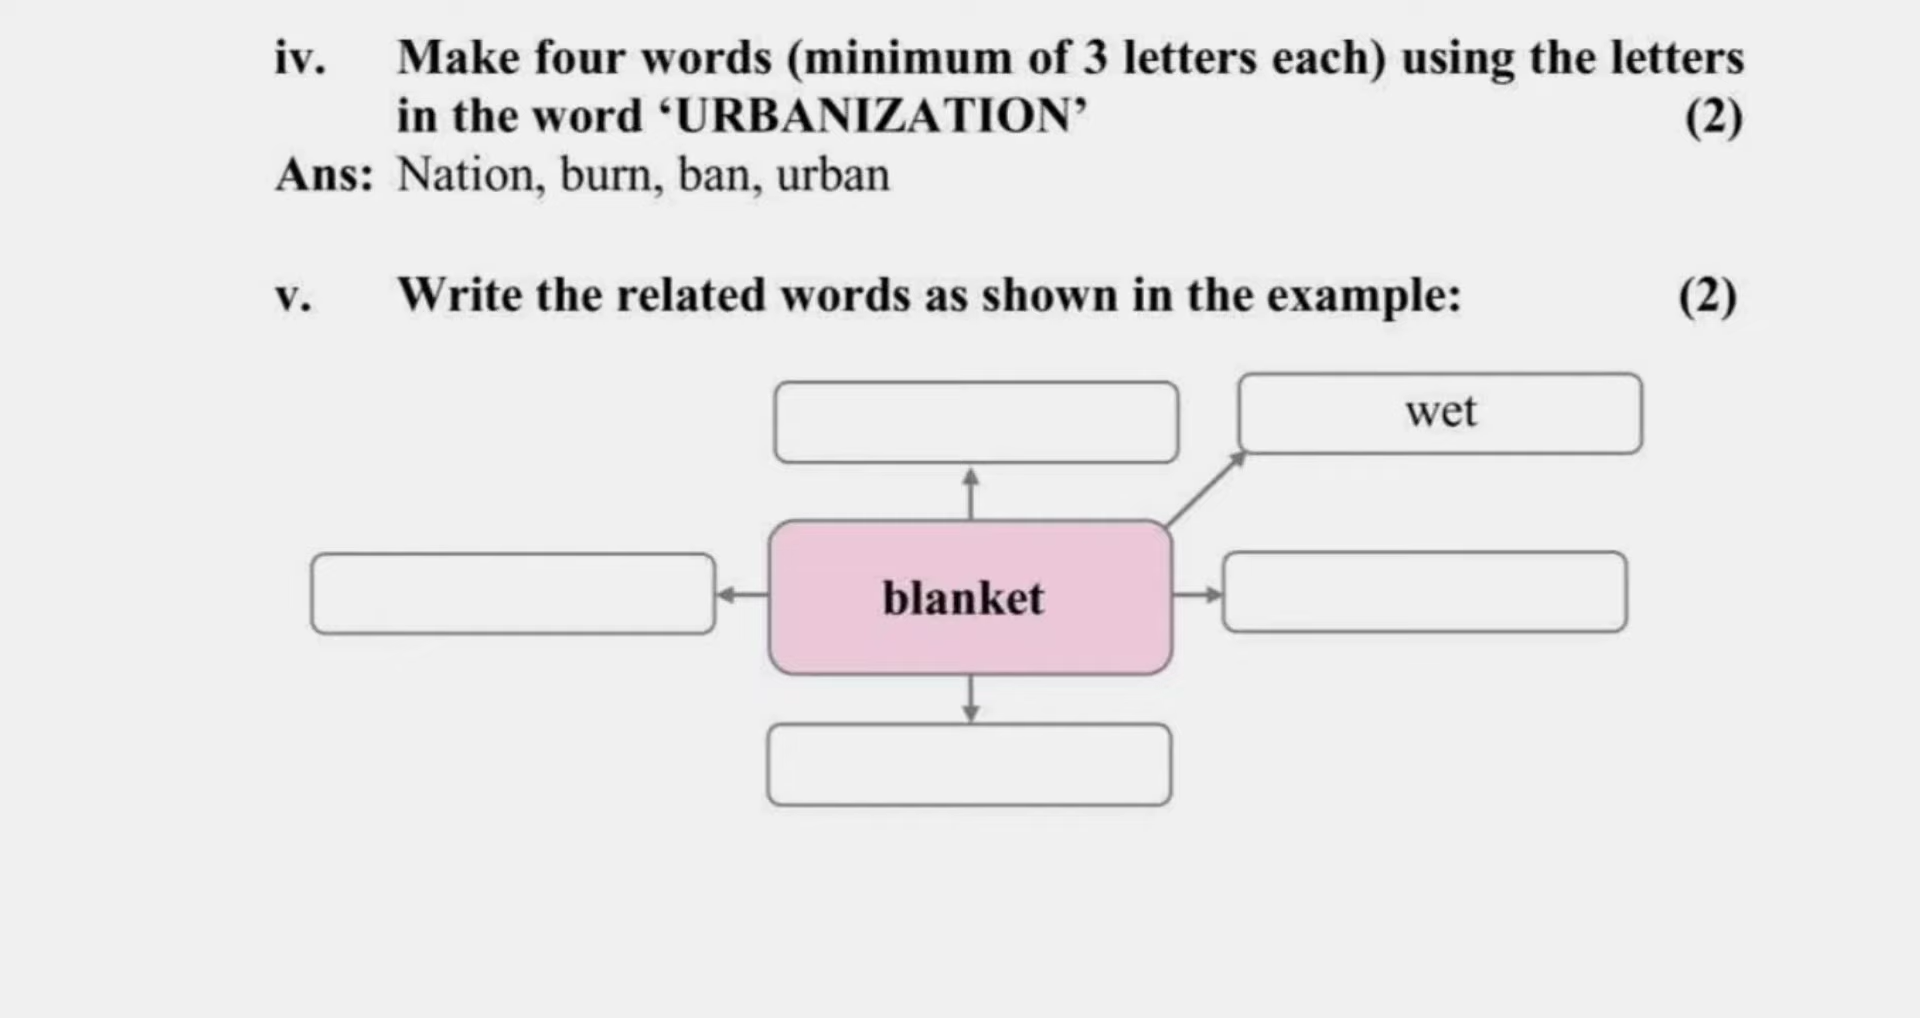 iv. Make four words (minimum of 3 letters each) using the letters
in the word ‘URBANIZATION’ (2)
Ans: Nation, burn, ban, urban
v. Write the related words as shown in the example: (2)
wet
blanket